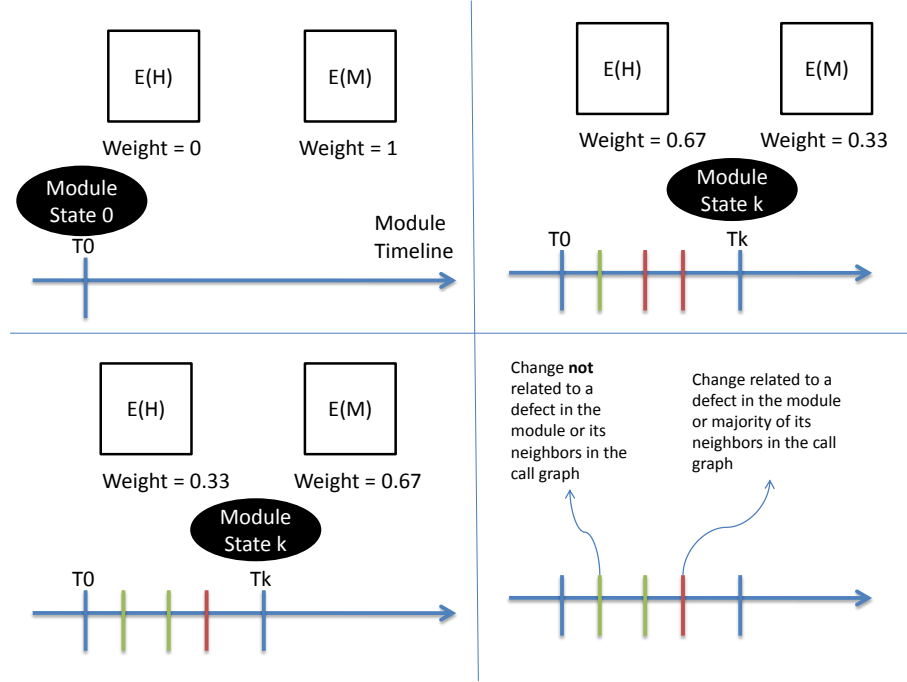 E(H)
E(M)
Weight = 0
Weight = 1
Module
State 0
T0
Module
Timeline
E(H)
E(M)
Weight = 0.67
Weight = 0.33
Module
State k
T0
Tk
E(H)
E(M)
Weight = 0.33
Weight = 0.67
Module
State k
T0
Tk
Change not
related to a
defect in the
module or its
neighbors in the
call graph
Change related to a
defect in the module
or majority of its
neighbors in the call
graph